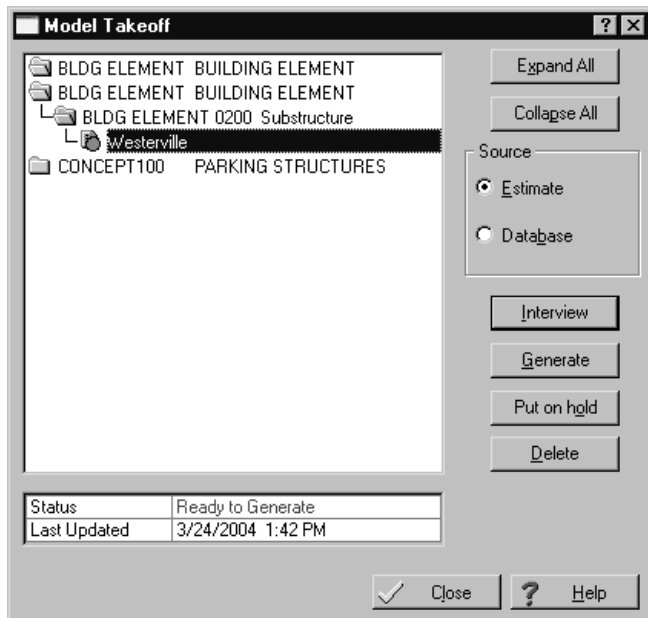 Model Takeoff
BLDG ELEMENT BUILDING ELEMENT
BLDG ELEMENT BUILDING ELEMENT
BLDG ELEMENT 0200 Substructure
Westerville
CONCEPT100 PARKING STRUCTURES
Expand All
Collapse All
Source
Estimate
Database
Interview
Generate
Put on hold
Delete
Status Ready to Generate
Last Updated 3/24/2004 1:42 PM
Close
Help